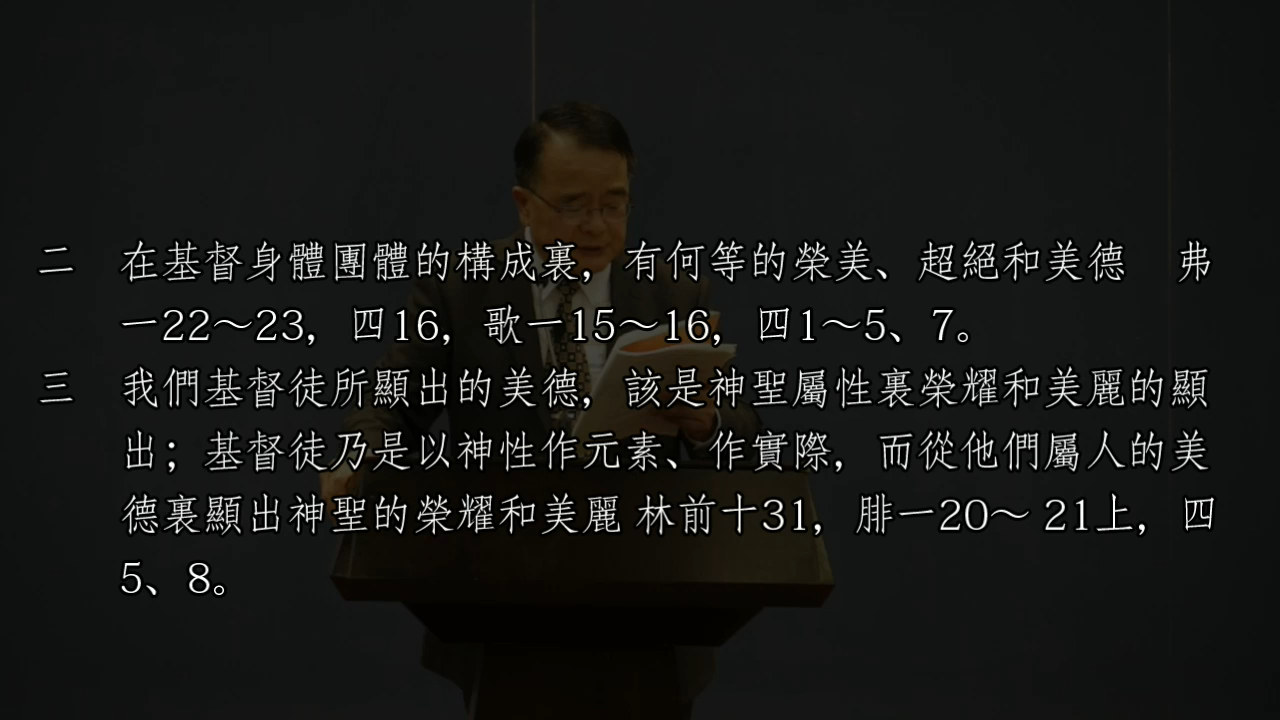 二 在基督身體團體的構成裏，有何等的榮美、超絕和美德 弗
一22～23，四16，歌一15～16，四1～5、7。
三 我們基督徒所顯出的美德，該是神聖屬性裏榮耀和美麗的顯
出；基督徒乃是以神性作元素、作實際，而從他們屬人的美
德裏顯出神聖的榮耀和美麗 林前十31，腓一20～ 21上，四
5、8。